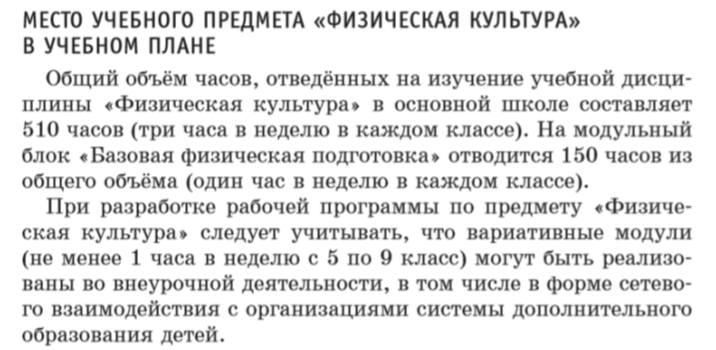 МЕСТО УЧЕБНОГО ПРЕДМЕТА «ФИЗИЧЕСКАЯ КУЛЬТУРА»
В УЧЕБНОМ ПЛАНЕ
Общий объём часов, отведённых на изучение учебной дисци-
плины «Физическая культура» в основной школе составляет
510 часов (три часа в неделю в каждом классе). На модульный
блок «Базовая физическая подготовка» отводится 150 часов из
общего объёма (один час в неделю в каждом классе).
При разработке рабочей программы по предмету «Физиче-
ская культура» следует учитывать, что вариативные модули
(не менее 1 часа в неделю с 5 по 9 класс) могут быть реализо-
ваны во внеурочной деятельности, в том числе в форме сетево-
го взаимодействия с организациями системы дополнительного
образования детей.